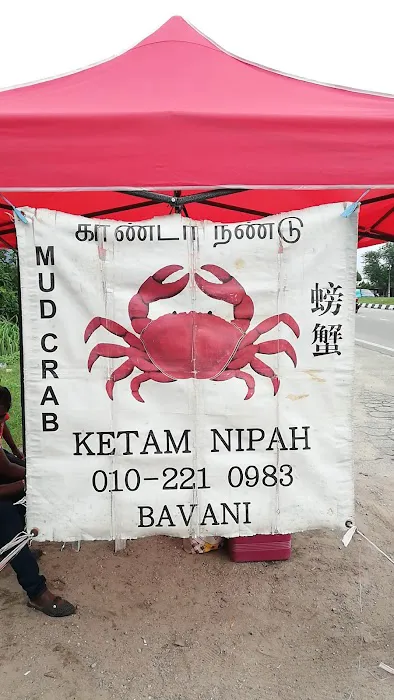 காண்டா நண்டு
MUD CRAB
螃蟹
KETAM NIPAH
010-221 0983
BAVANI